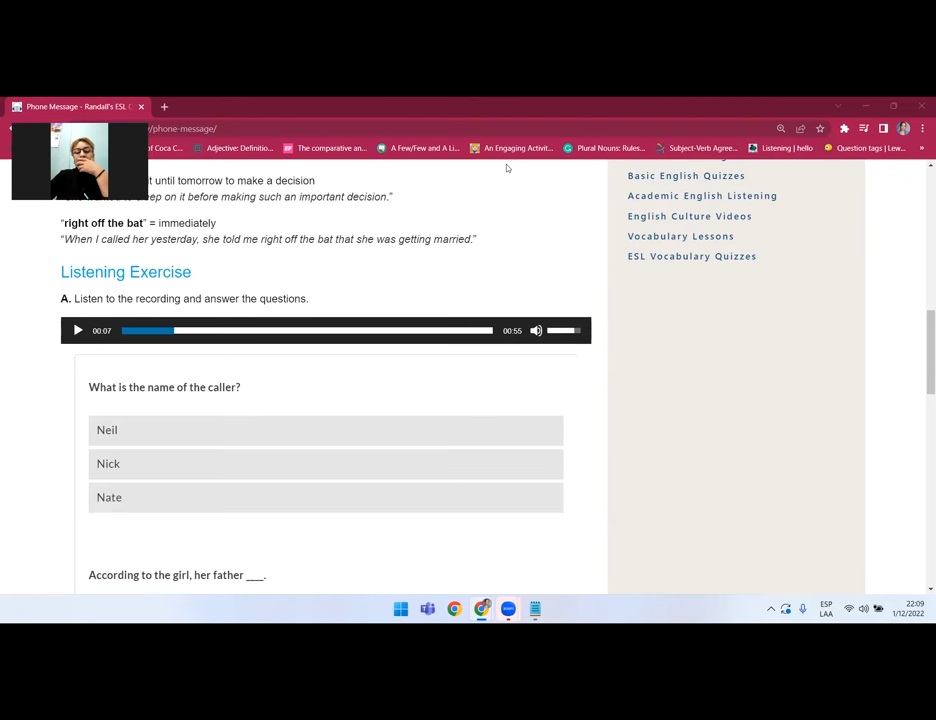 Phone Message - Randall's ESL C
/phone-message/
of Coca C...
Adjective: Definitio...
The comparative an...
A Few/Few and A Li...
An Engaging Activit...
Plural Nouns: Rules...
Subject-Verb Agree...
Listening | hello
Question tags | Lew...
»
t until tomorrow to make a decision
eep on it before making such an important decision.”
“right off the bat” = immediately
“When I called her yesterday, she told me right off the bat that she was getting married.”
Listening Exercise
A. Listen to the recording and answer the questions.
00:07
00:55
What is the name of the caller?
Neil
Nick
Nate
According to the girl, her father ____.
Basic English Quizzes
Academic English Listening
English Culture Videos
Vocabulary Lessons
ESL Vocabulary Quizzes
zoom
ESP
LAA
22:09
1/12/2022